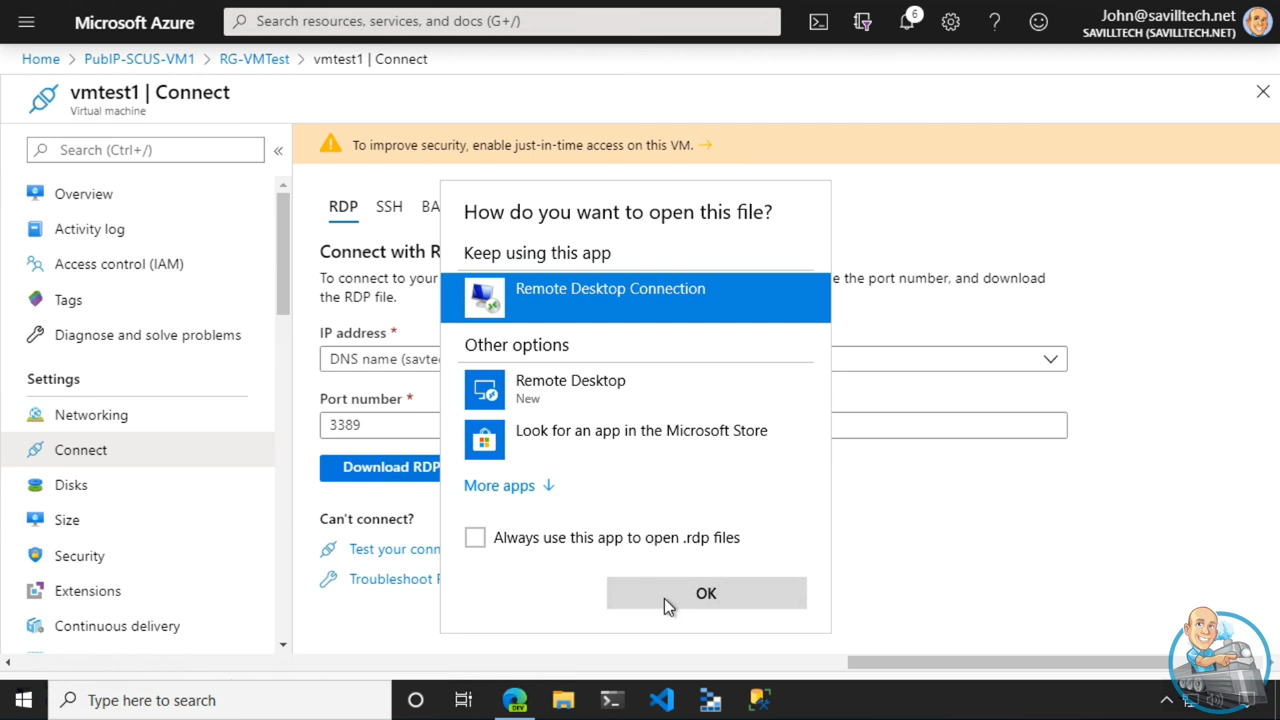 Microsoft Azure
Search resources, services, and docs (G+/)
6
John@savilltech.net
SAVILLTECH (SAVILLTECH.NET)
Home > PubIP-SCUS-VM1 > RG-VMTest > vmtest1 | Connect
vmtest1 | Connect
Virtual machine
Search (Ctrl+/)
Overview
Activity log
Access control (IAM)
Tags
Diagnose and solve problems
Settings
Networking
Connect
Disks
Size
Security
Extensions
Continuous delivery
To improve security, enable just-in-time access on this VM. →
RDP SSH BA
Connect with R
To connect to your e the port number, and download
the RDP file.
IP address *
DNS name (savte
Port number *
3389
Download RDP
Can't connect?
Test your conn
Troubleshoot
How do you want to open this file?
Keep using this app
Remote Desktop Connection
Other options
Remote Desktop
New
Look for an app in the Microsoft Store
More apps ↓
Always use this app to open .rdp files
OK
Type here to search
DEV